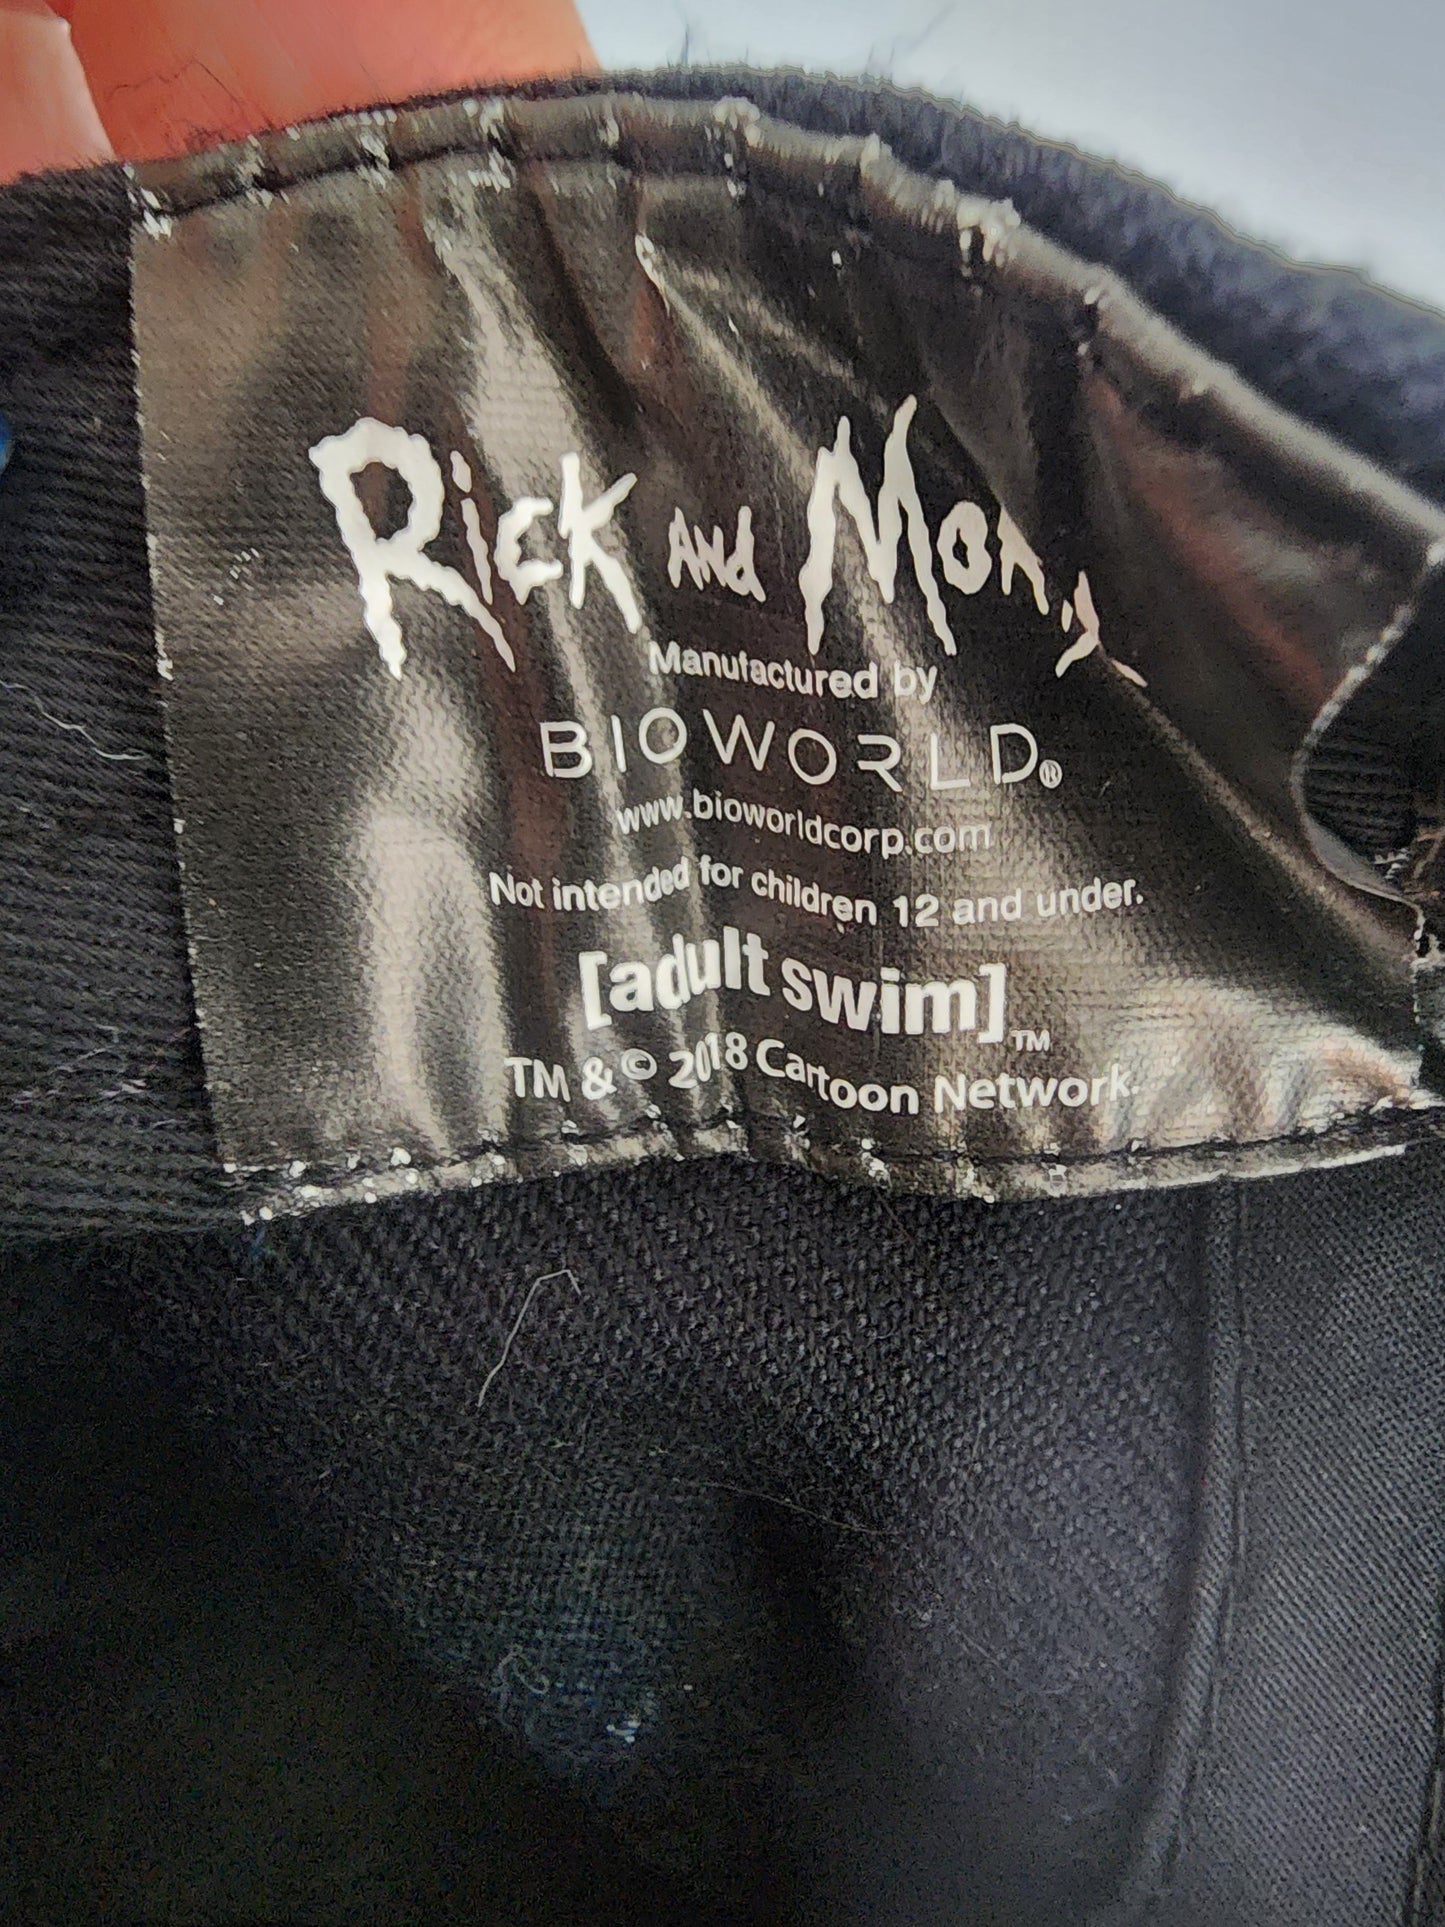 Rick and Morty
Manufactured by
BIOWORLD®
www.bioworldcorp.com
Not intended for children 12 and under.
[adult swim]™
TM & © 2018 Cartoon Network.